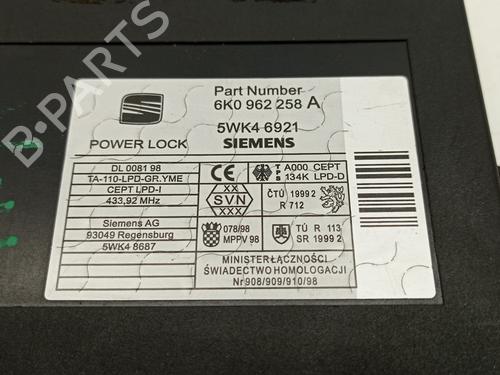 B-PARTS
Part Number
6K0 962 258 A
5WK4 6921
POWER LOCK
SIEMENS
DL 0081 98
TA-110-LPD-GR.YME
CEPT LPD-I
433,92 MHz
Siemens AG
93049 Regensburg
5WK4 8687
CE
XX
SVN
XXX
T P S
A000 CEPT
134K LPD-D
ČTÚ 1999 2
R 712
078/98
MPPV 98
TÚ R 113
SR 1999 2
MINISTER ŁĄCZNOŚCI
ŚWIADECTWO HOMOLOGACJI
Nr 908/909/910/98